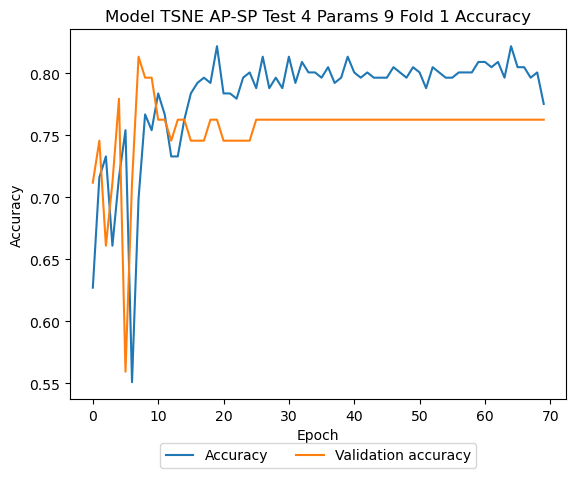 Model TSNE AP-SP Test 4 Params 9 Fold 1 Accuracy
0.80
0.75
0.70
0.65
0.60
0.55
Accuracy
0 10 20 30 40 50 60 70
Epoch
Accuracy Validation accuracy